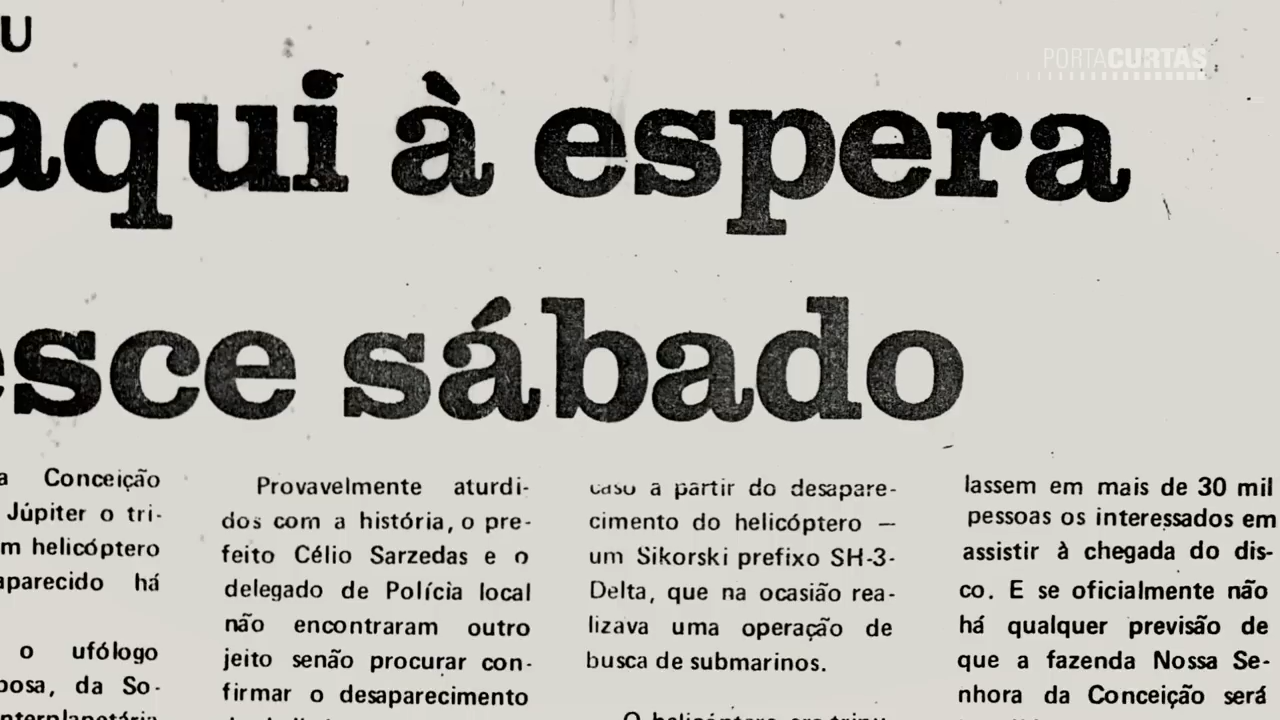 U
PORTACURTAS
aqui à espera
esce sábado
a Conceição
Júpiter o tri-
m helicóptero
aparecido há
o ufólogo
posa, da So-
nterplanetária
Provavelmente aturdi-
dos com a história, o pre-
feito Célio Sarzedas e o
delegado de Polícia local
não encontraram outro
jeito senão procurar con-
firmar o desaparecimento
caso a partir do desapare-
cimento do helicóptero —
um Sikorski prefixo SH-3-
Delta, que na ocasião rea-
lizava uma operação de
busca de submarinos.
O helicóptero
lassem em mais de 30 mil
pessoas os interessados em
assistir à chegada do dis-
co. E se oficialmente não
há qualquer previsão de
que a fazenda Nossa Se-
nhora da Conceição será